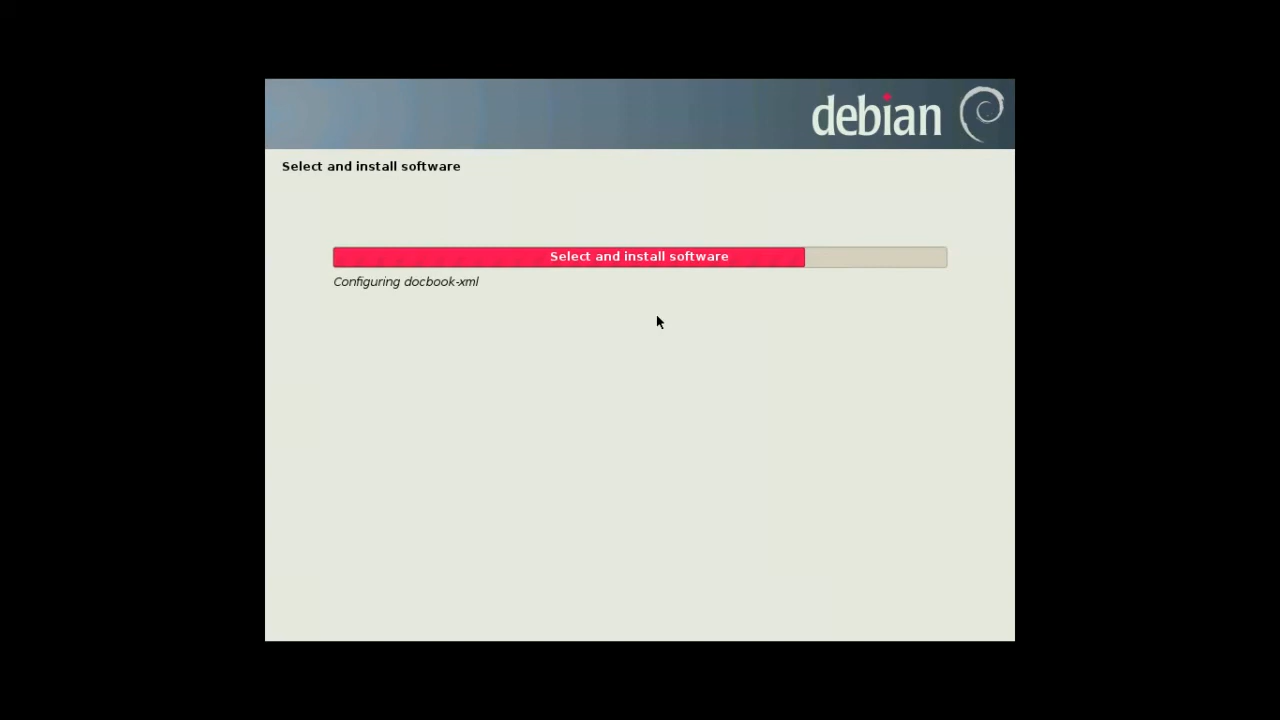 debian
Select and install software
Select and install software
Configuring docbook-xml